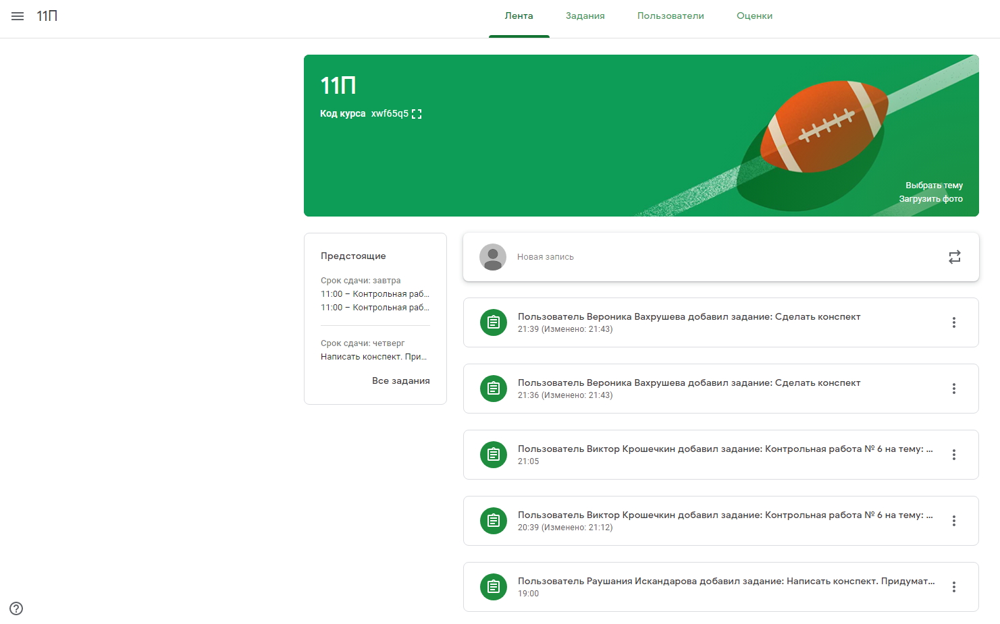 11П
Лента
Задания
Пользователи
Оценки
11П
Код курса xwf65q5
Выбрать тему
Загрузить фото
Предстоящие
Срок сдачи: завтра
11:00 – Контрольная раб...
11:00 – Контрольная раб...
Срок сдачи: четверг
Написать конспект. При...
Все задания
Новая запись
Пользователь Вероника Вахрушева добавил задание: Сделать конспект
21:39 (Изменено: 21:43)
Пользователь Вероника Вахрушева добавил задание: Сделать конспект
21:36 (Изменено: 21:43)
Пользователь Виктор Крошечкин добавил задание: Контрольная работа № 6 на тему: ...
21:05
Пользователь Виктор Крошечкин добавил задание: Контрольная работа № 6 на тему: ...
20:39 (Изменено: 21:12)
Пользователь Раушания Искандарова добавил задание: Написать конспект. Придумат...
19:00